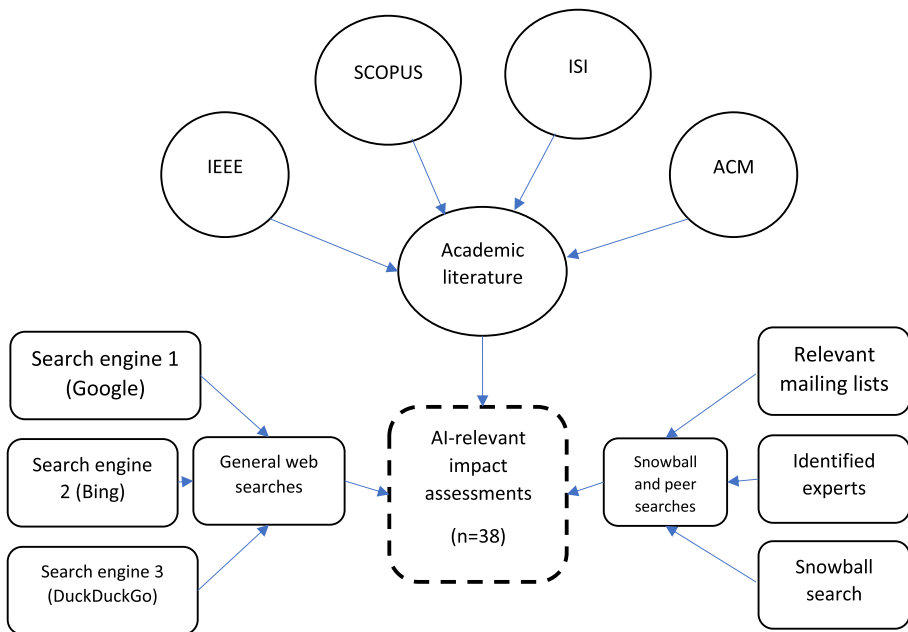 SCOPUS
ISI
IEEE
ACM
Academic
literature
Search engine 1
(Google)
Search engine
2 (Bing)
Search engine 3
(DuckDuckGo)
General web
searches
AI-relevant
impact
assessments
(n=38)
Snowball
and peer
searches
Relevant
mailing lists
Identified
experts
Snowball
search